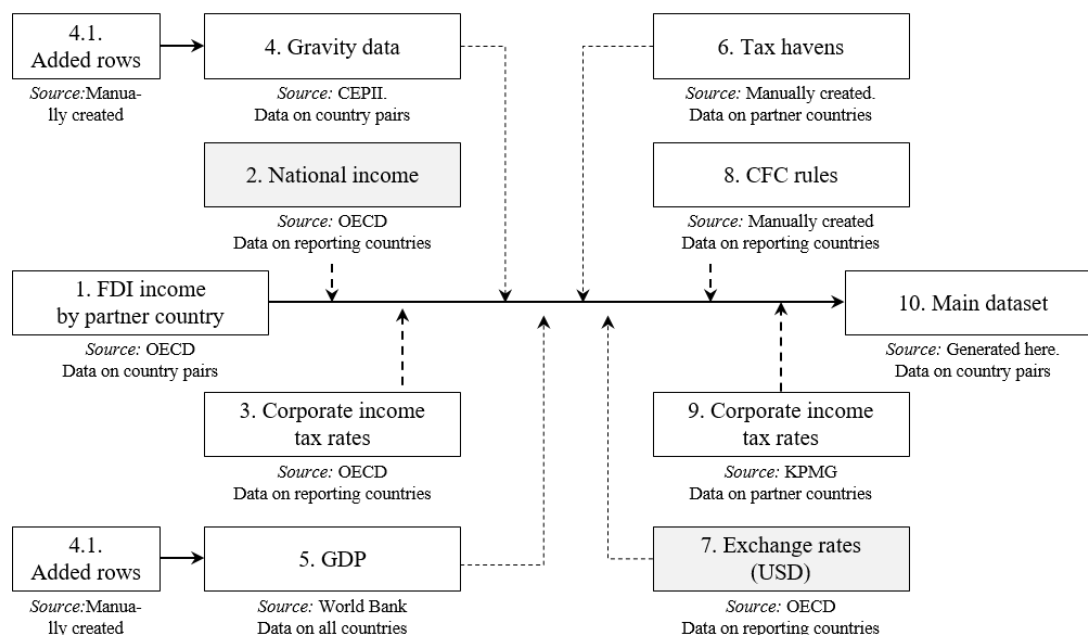 4.1.
Added rows
Source:Manua-
lly created
4. Gravity data
Source: CEPII.
Data on country pairs
6. Tax havens
Source: Manually created.
Data on partner countries
2. National income
Source: OECD
Data on reporting countries
8. CFC rules
Source: Manually created
Data on reporting countries
1. FDI income
by partner country
Source: OECD
Data on country pairs
10. Main dataset
Source: Generated here.
Data on country pairs
3. Corporate income
tax rates
Source: OECD
Data on reporting countries
9. Corporate income
tax rates
Source: KPMG
Data on partner countries
4.1.
Added rows
Source:Manua-
lly created
5. GDP
Source: World Bank
Data on all countries
7. Exchange rates
(USD)
Source: OECD
Data on reporting countries